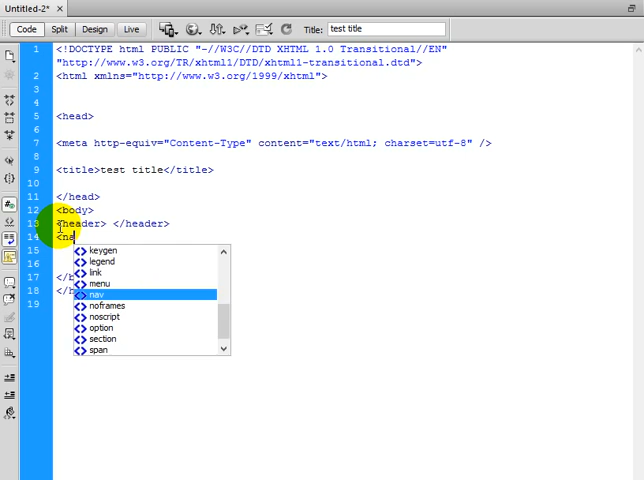 Untitled-2* ×
Code Split Design Live Title: test title
1 <!DOCTYPE html PUBLIC "-//W3C//DTD XHTML 1.0 Transitional//EN"
"http://www.w3.org/TR/xhtml1/DTD/xhtml1-transitional.dtd">
2 <html xmlns="http://www.w3.org/1999/xhtml">
3
4
5 <head>
6
7 <meta http-equiv="Content-Type" content="text/html; charset=utf-8" />
8
9 <title>test title</title>
10
11 </head>
12 <body>
13 <header> </header>
14 <na
15
16
17 </b
18 </h
19
keygen
legend
link
menu
nav
noframes
noscript
option
section
span